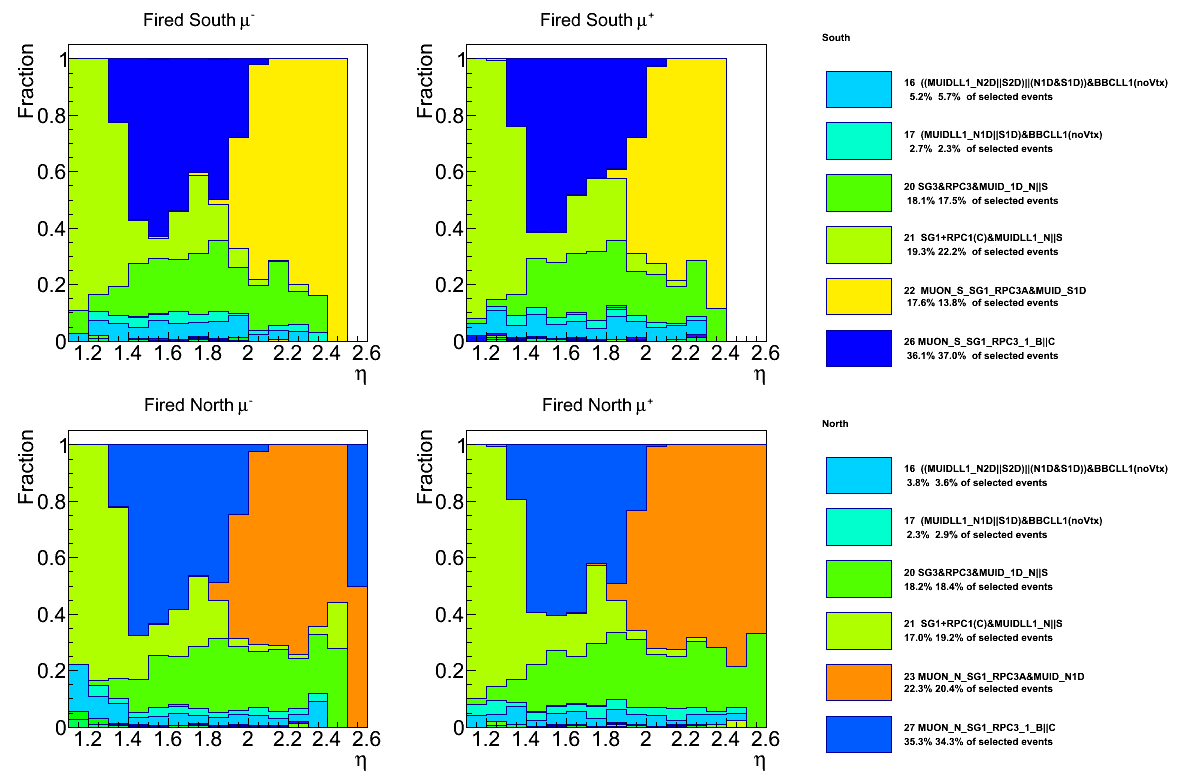 Fired South μ-
Fraction
1
0.8
0.6
0.4
0.2
0
1.2 1.4 1.6 1.8 2 2.2 2.4 2.6
η
Fired South μ+
Fraction
1
0.8
0.6
0.4
0.2
0
1.2 1.4 1.6 1.8 2 2.2 2.4 2.6
η
South
16 ((MUIDLL1_N2D||S2D)||(N1D&S1D))&BBCLL1(noVtx)
5.2% 5.7% of selected events
17 (MUIDLL1_N1D||S1D)&BBCLL1(noVtx)
2.7% 2.3% of selected events
20 SG3&RPC3&MUID_1D_N||S
18.1% 17.5% of selected events
21 SG1+RPC1(C)&MUIDLL1_N||S
19.3% 22.2% of selected events
22 MUON_S_SG1_RPC3A&MUID_S1D
17.6% 13.8% of selected events
26 MUON_S_SG1_RPC3_1_B||C
36.1% 37.0% of selected events
Fired North μ-
Fraction
1
0.8
0.6
0.4
0.2
0
1.2 1.4 1.6 1.8 2 2.2 2.4 2.6
η
Fired North μ+
Fraction
1
0.8
0.6
0.4
0.2
0
1.2 1.4 1.6 1.8 2 2.2 2.4 2.6
η
North
16 ((MUIDLL1_N2D||S2D)||(N1D&S1D))&BBCLL1(noVtx)
3.8% 3.6% of selected events
17 (MUIDLL1_N1D||S1D)&BBCLL1(noVtx)
2.3% 2.9% of selected events
20 SG3&RPC3&MUID_1D_N||S
18.2% 18.4% of selected events
21 SG1+RPC1(C)&MUIDLL1_N||S
17.0% 19.2% of selected events
23 MUON_N_SG1_RPC3A&MUID_N1D
22.3% 20.4% of selected events
27 MUON_N_SG1_RPC3_1_B||C
35.3% 34.3% of selected events